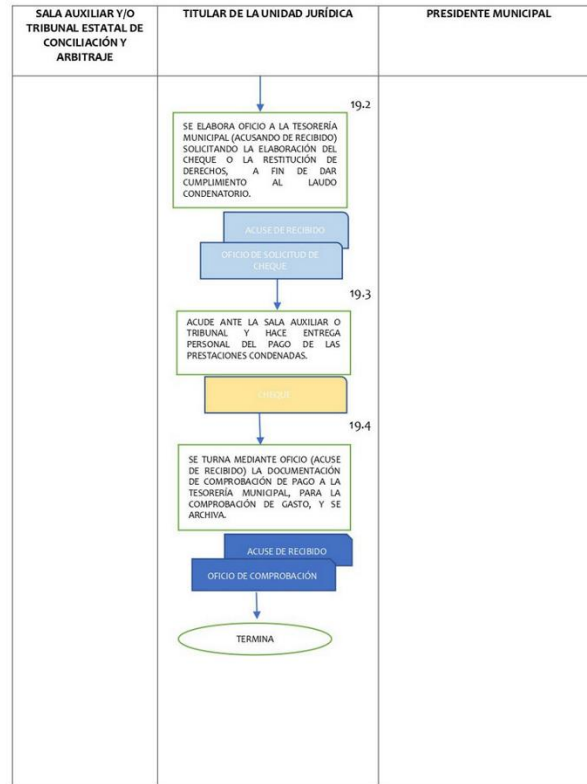 SALA AUXILIAR Y/O
TRIBUNAL ESTATAL DE
CONCILIACIÓN Y
ARBITRAJE
TITULAR DE LA UNIDAD JURÍDICA
PRESIDENTE MUNICIPAL
19.2
SE ELABORA OFICIO A LA TESORERÍA
MUNICIPAL (ACUSANDO DE RECIBIDO)
SOLICITANDO LA ELABORACIÓN DEL
CHEQUE O LA RESTITUCIÓN DE
DERECHOS, A FIN DE DAR
CUMPLIMIENTO AL LAUDO
CONDENATORIO.
ACUSE DE RECIBIDO
OFICIO DE SOLICITUD DE
CHEQUE
19.3
ACUDE ANTE LA SALA AUXILIAR O
TRIBUNAL Y HACE ENTREGA
PERSONAL DEL PAGO DE LAS
PRESTACIONES CONDENADAS.
CHEQUE
19.4
SE TURNA MEDIANTE OFICIO (ACUSE
DE RECIBIDO) LA DOCUMENTACIÓN
DE COMPROBACIÓN DE PAGO A LA
TESORERÍA MUNICIPAL, PARA LA
COMPROBACIÓN DE GASTO, Y SE
ARCHIVA.
ACUSE DE RECIBIDO
OFICIO DE COMPROBACIÓN
TERMINA